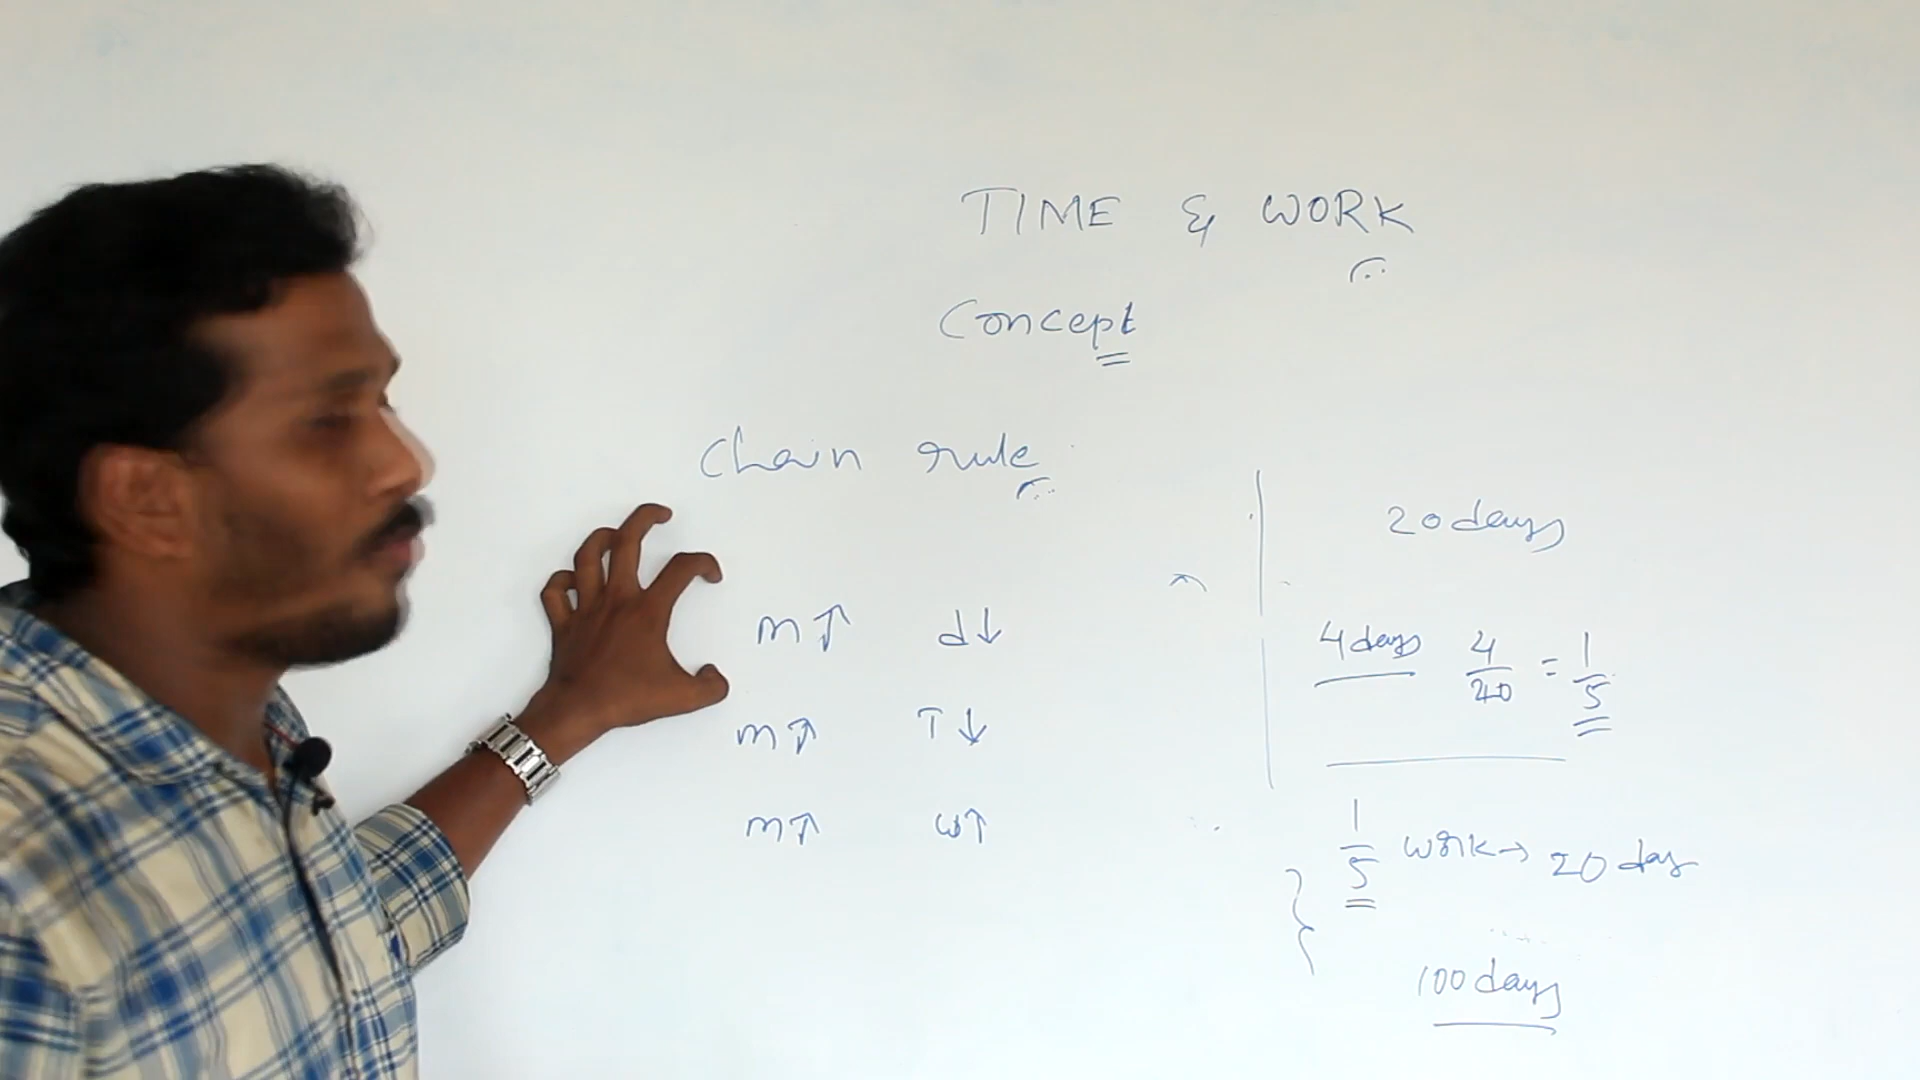 TIME & WORK
Concept
Chain rule
m↑ d↓
m↑ T↓
m↑ w↑
20 days
4 days 4/20 = 1/5
1/5 work → 20 day
100 days